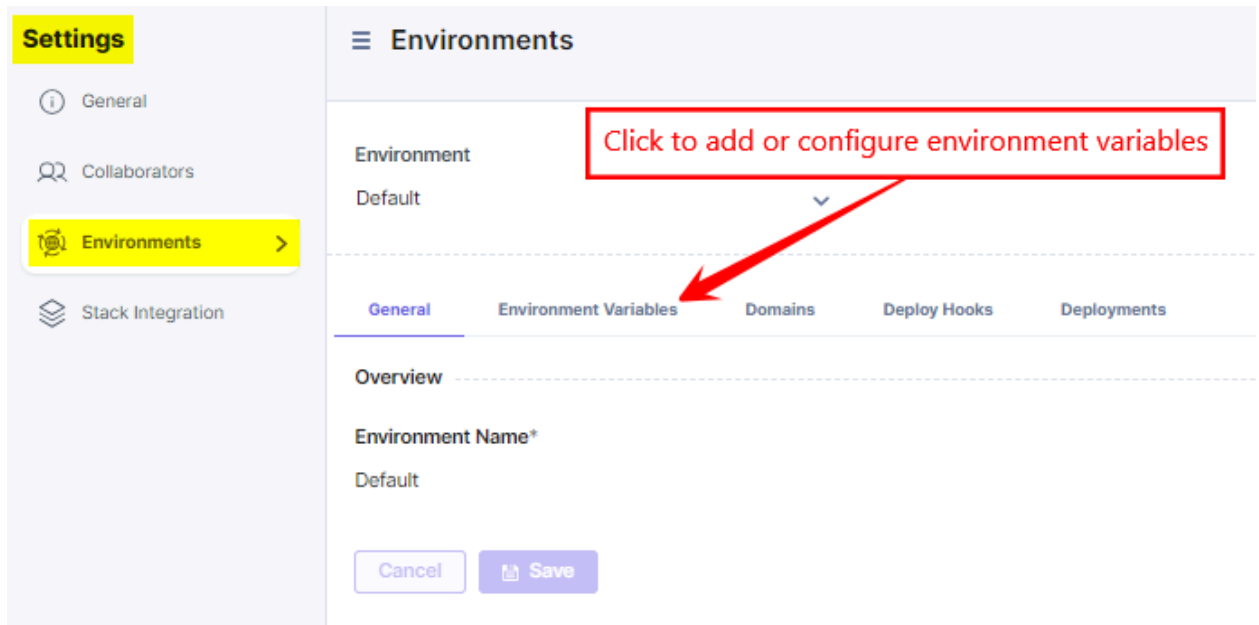 Settings
General
Collaborators
Environments
Stack Integration
Environments
Click to add or configure environment variables
Environment
Default
General Environment Variables Domains Deploy Hooks Deployments
Overview
Environment Name*
Default
Cancel Save